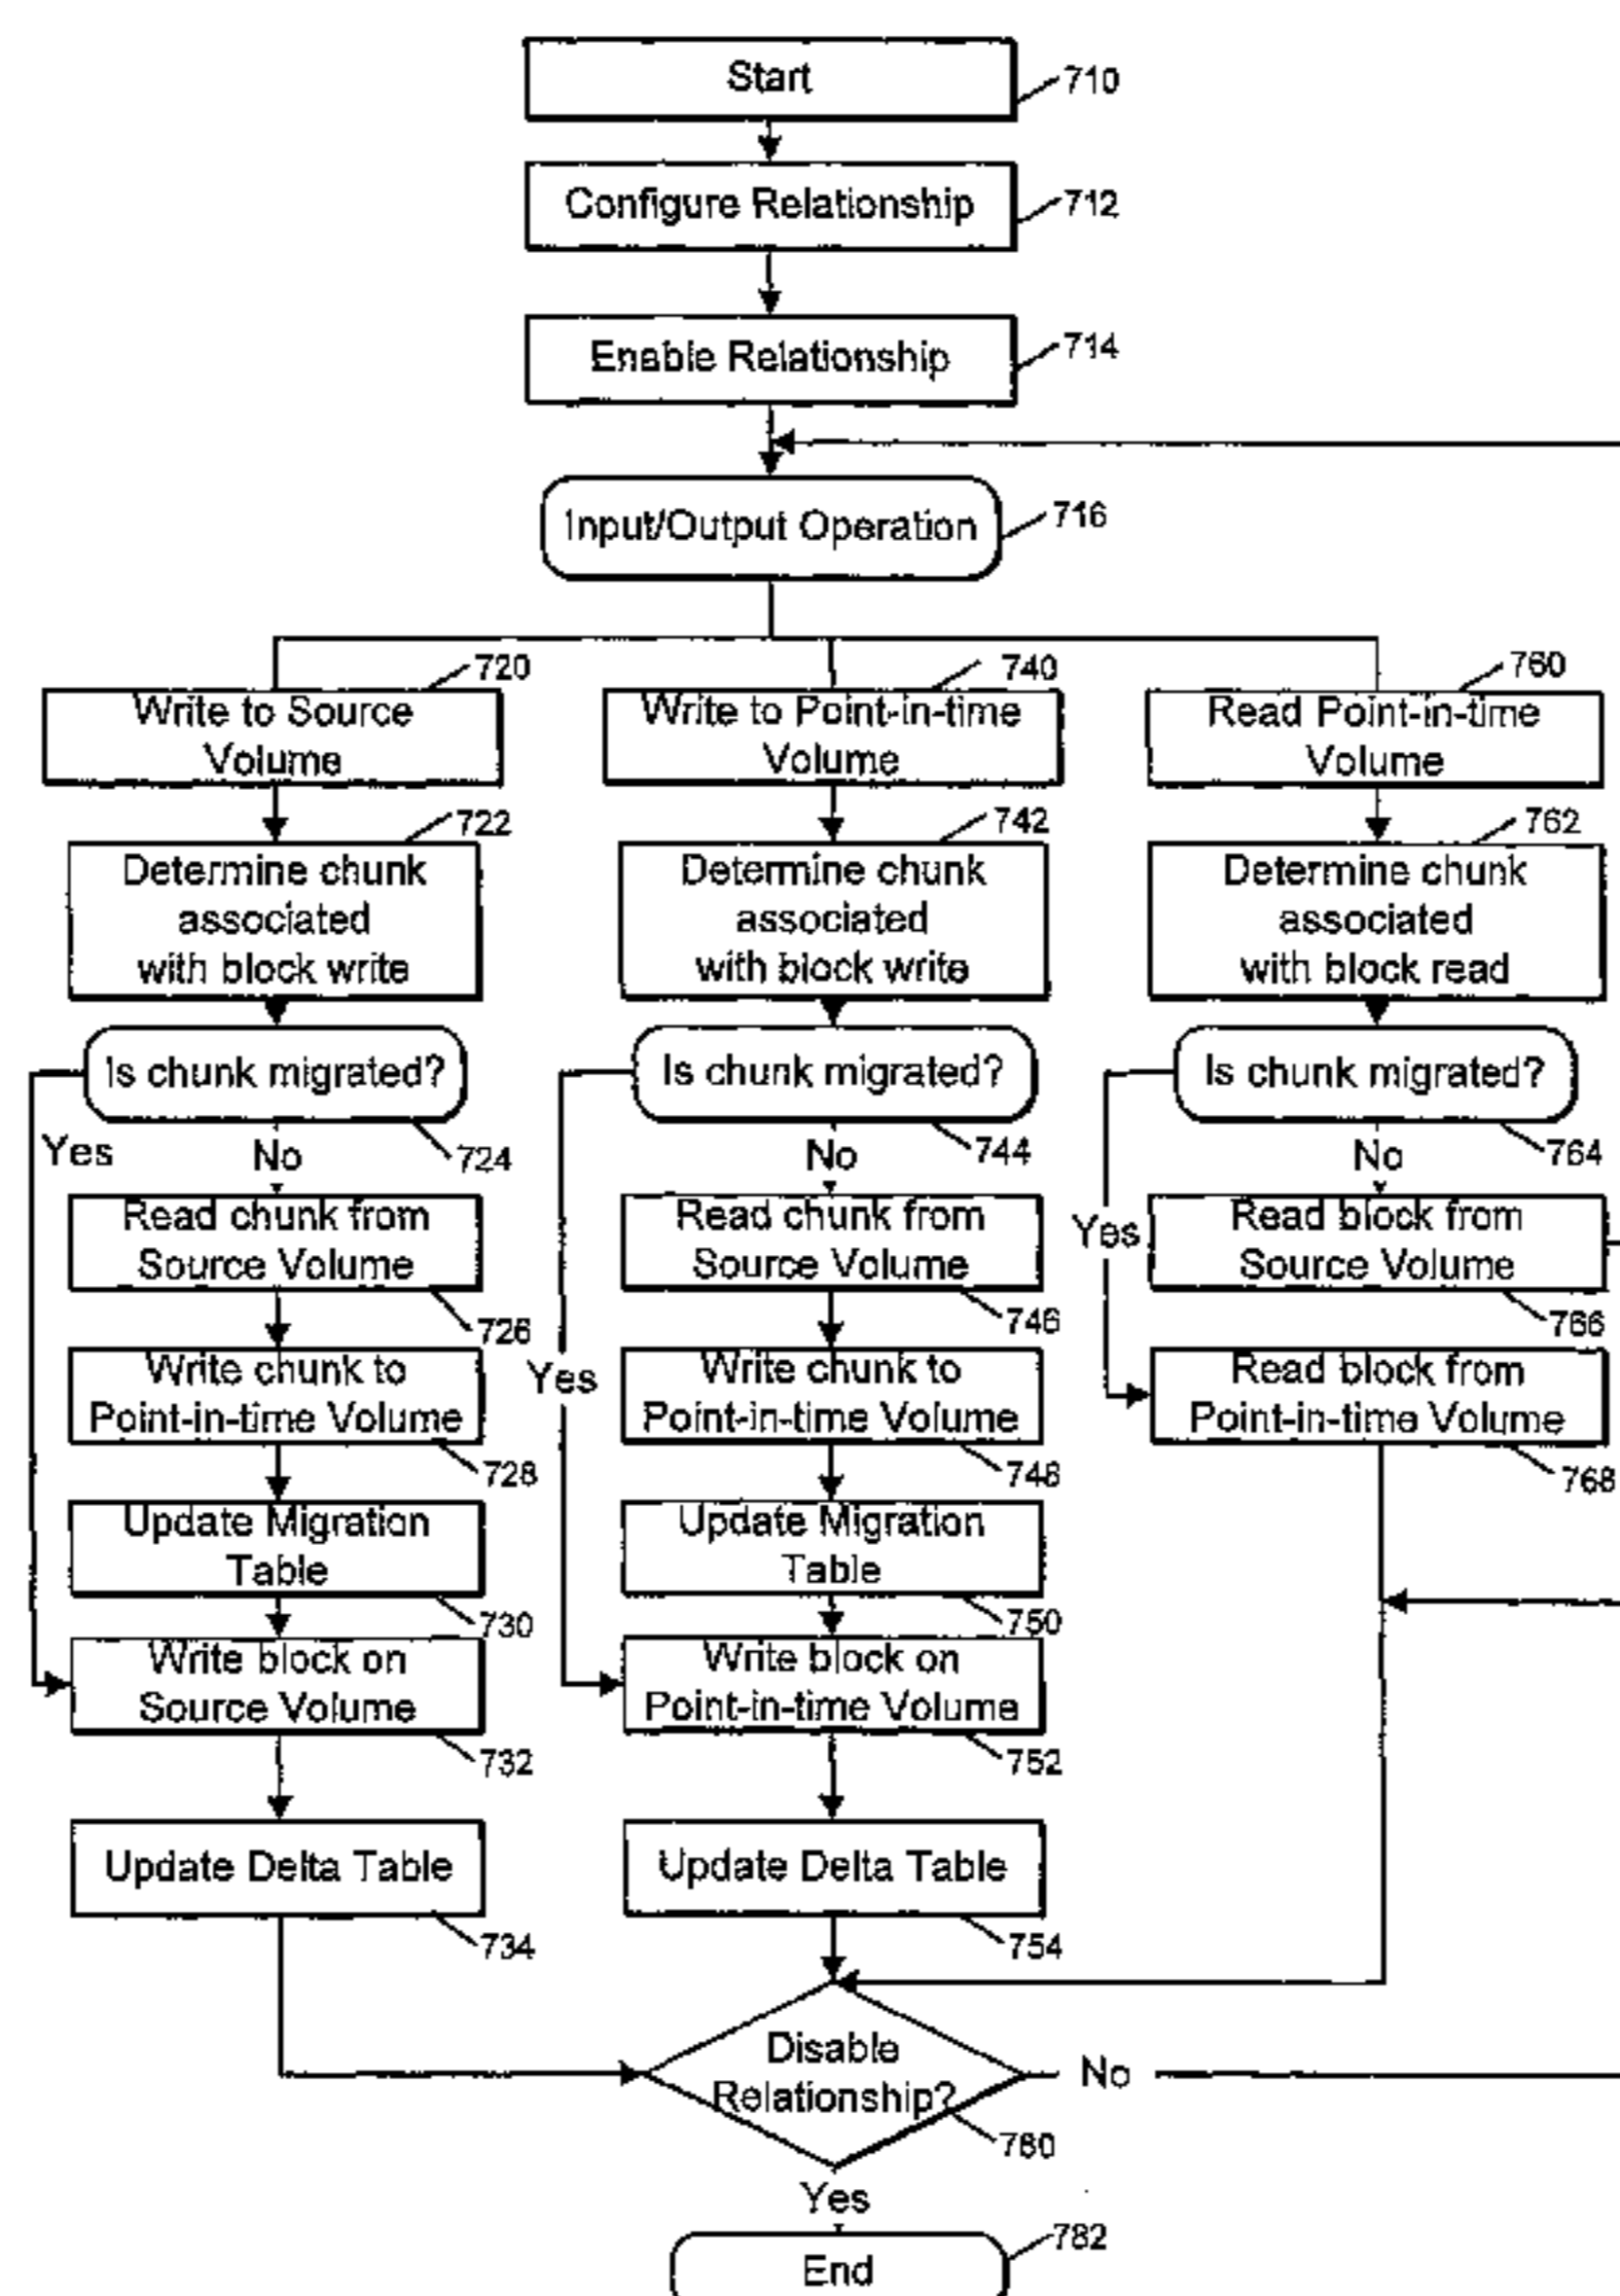 Start
710
Configure Relationship
712
Enable Relationship
714
Input/Output Operation
716
720
Write to Source
Volume
722
Determine chunk
associated
with block write
Is chunk migrated?
724
Yes
No
Read chunk from
Source Volume
726
Write chunk to
Point-in-time Volume
728
Update Migration
Table
730
Write block on
Source Volume
732
Update Delta Table
734
740
Write to Point-in-time
Volume
742
Determine chunk
associated
with block write
Is chunk migrated?
744
No
Yes
Read chunk from
Source Volume
746
Write chunk to
Point-in-time Volume
748
Update Migration
Table
750
Write block on
Point-in-time Volume
752
Update Delta Table
754
760
Read Point-in-time
Volume
762
Determine chunk
associated
with block read
Is chunk migrated?
764
No
Yes
Read block from
Source Volume
766
Read block from
Point-in-time Volume
768
Disable
Relationship?
780
No
Yes
End
782